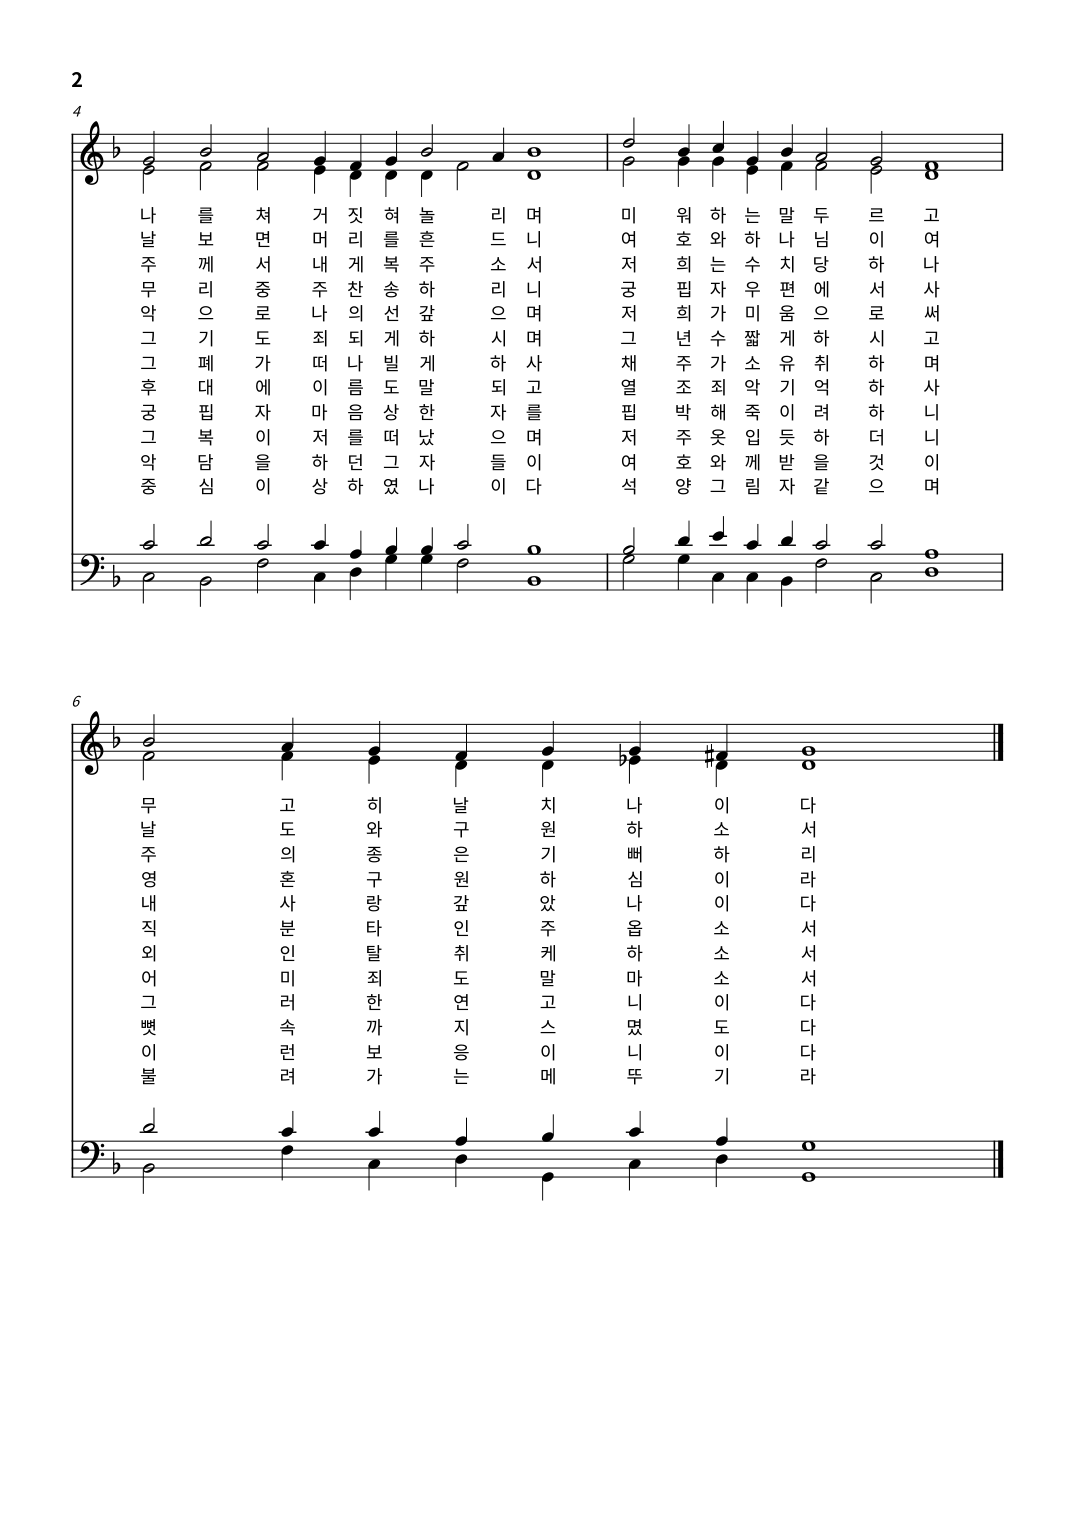 2
4
나 를 쳐 거 짓 혀 놀 리 며 미 워 하 는 말 두 르 고
날 보 면 머 리 를 흔 드 니 여 호 와 하 나 님 이 여
주 께 서 내 게 복 주 소 서 저 희 는 수 치 당 하 나
무 리 중 주 찬 송 하 리 니 궁 핍 자 우 편 에 서 사
악 으 로 나 의 선 갚 으 며 저 희 가 미 움 으 로 써
그 기 도 죄 되 게 하 시 며 그 년 수 짧 게 하 시 고
그 폐 가 떠 나 빌 게 하 사 채 주 가 소 유 취 하 며
후 대 에 이 름 도 말 되 고 열 조 죄 악 기 억 하 사
궁 핍 자 마 음 상 한 자 를 핍 박 해 죽 이 려 하 니
그 복 이 저 를 떠 났 으 며 저 주 옷 입 듯 하 더 니
악 담 을 하 던 그 자 들 이 여 호 와 께 받 을 것 이
중 심 이 상 하 였 나 이 다 석 양 그 림 자 같 으 며
6
무 고 히 날 치 나 이 다
날 도 와 구 원 하 소 서
주 의 종 은 기 뻐 하 리
영 혼 구 원 하 심 이 라
내 사 랑 갚 았 나 이 다
직 분 타 인 주 옵 소 서
외 인 탈 취 케 하 소 서
어 미 죄 도 말 마 소 서
그 러 한 연 고 니 이 다
뼛 속 까 지 스 몄 도 다
이 런 보 응 이 니 이 다
불 려 가 는 메 뚜 기 라